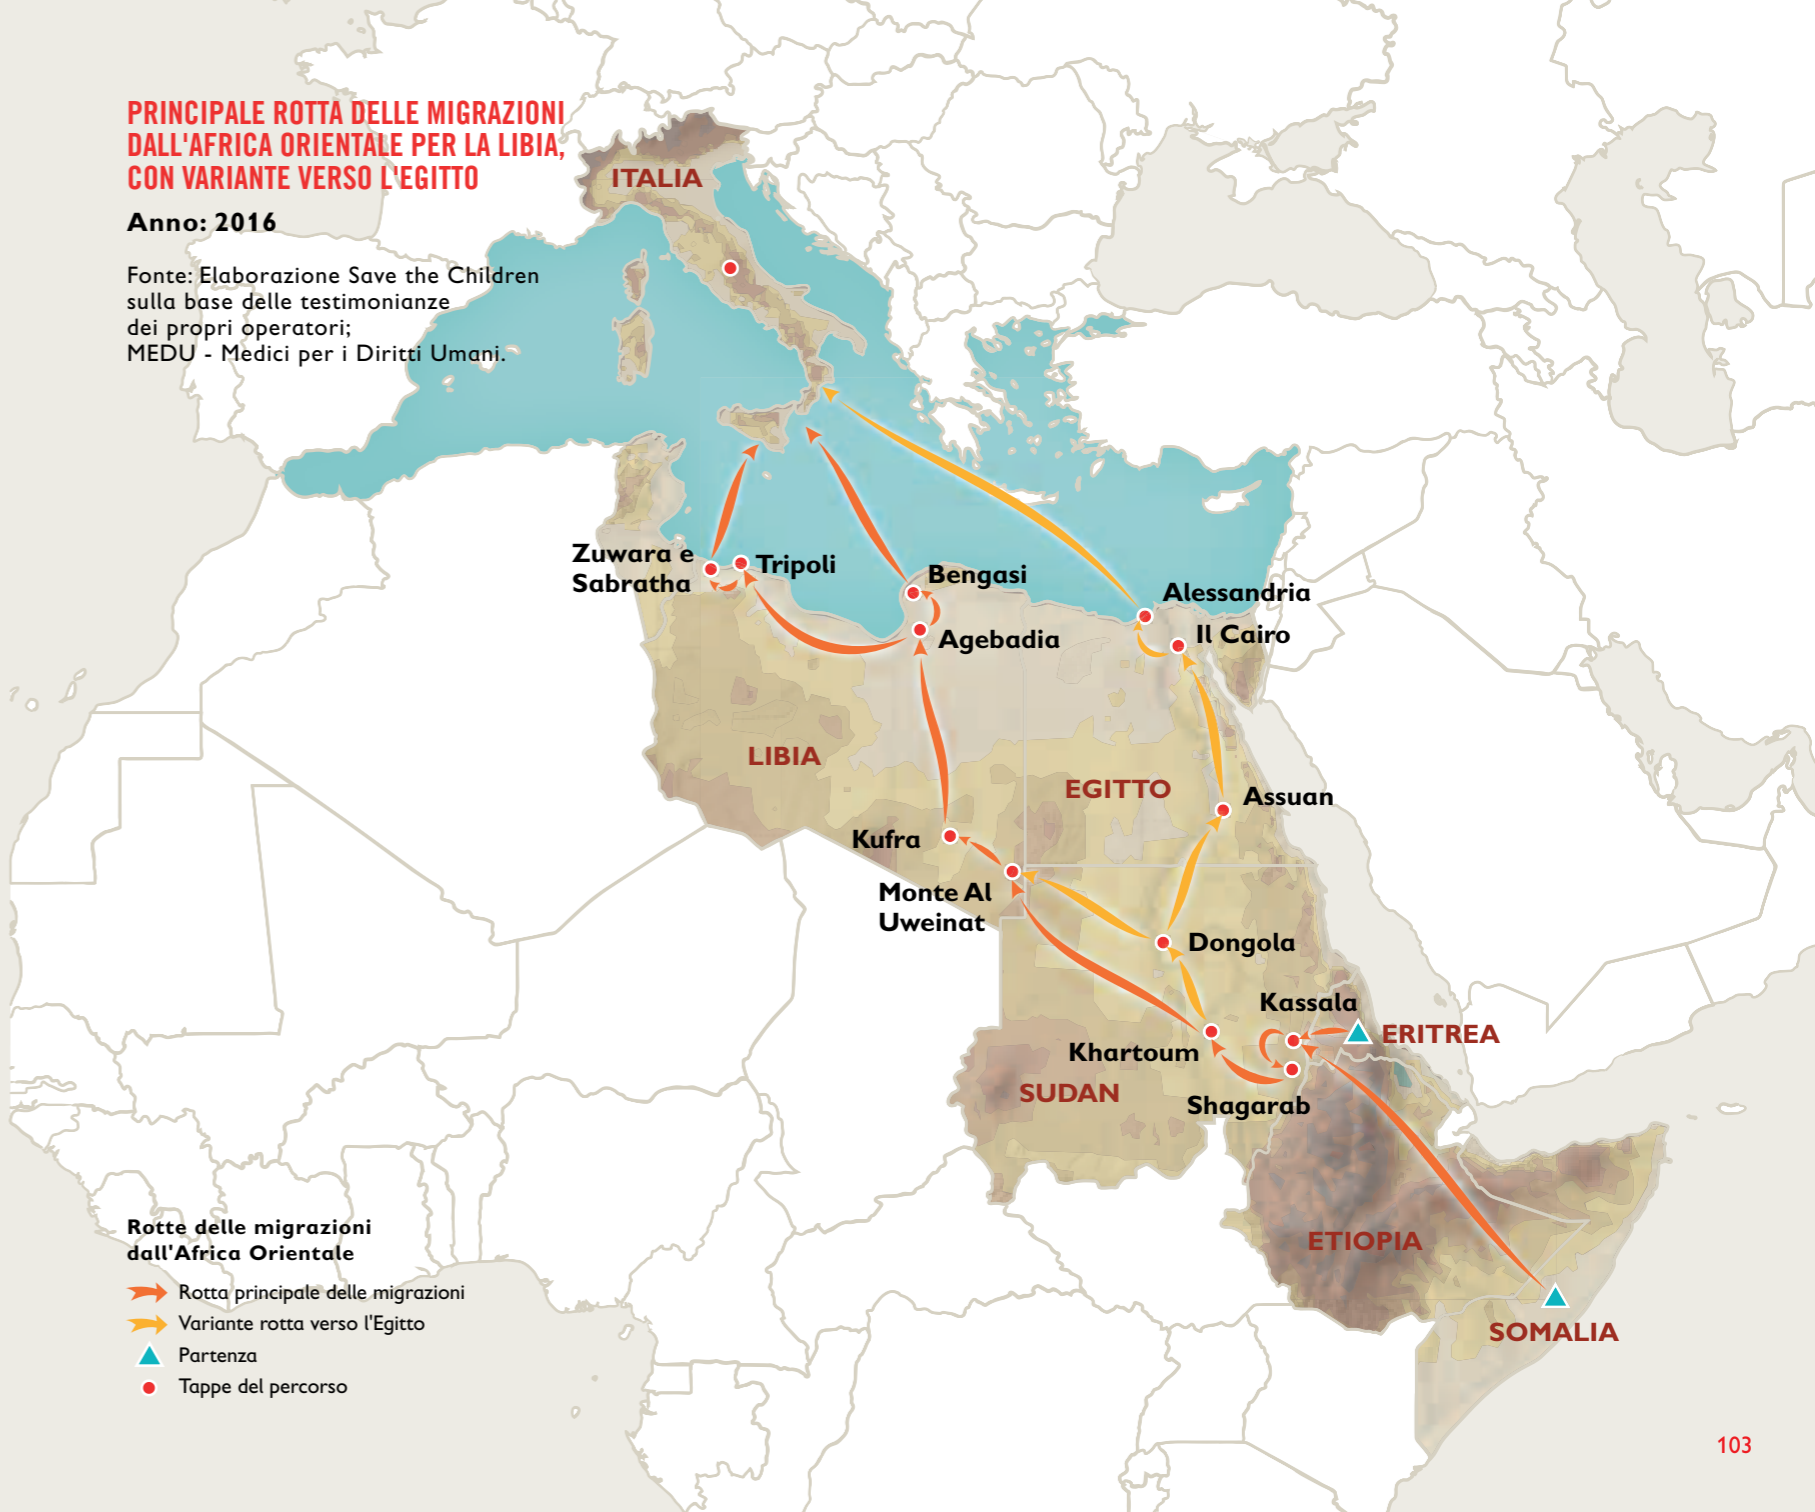 PRINCIPALE ROTTA DELLE MIGRAZIONI
DALL'AFRICA ORIENTALE PER LA LIBIA,
CON VARIANTE VERSO L'EGITTO
Anno: 2016
Fonte: Elaborazione Save the Children
sulla base delle testimonianze
dei propri operatori;
MEDU - Medici per i Diritti Umani.
ITALIA
Zuwara e
Sabratha
Tripoli
Bengasi
Agebadia
Alessandria
Il Cairo
LIBIA
EGITTO
Assuan
Kufra
Monte Al
Uweinat
Dongola
Kassala
ERITREA
Khartoum
SUDAN
Shagarab
ETIOPIA
SOMALIA
Rotte delle migrazioni
dall'Africa Orientale
Rotta principale delle migrazioni
Variante rotta verso l'Egitto
Partenza
Tappe del percorso
103